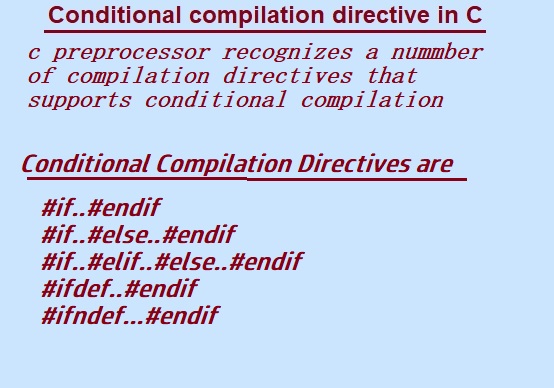 Conditional compilation directive in C
c preprocessor recognizes a nummber
of compilation directives that
supports conditional compilation
Conditional Compilation Directives are
#if..#endif
#if..#else..#endif
#if..#elif..#else..#endif
#ifdef..#endif
#ifndef...#endif